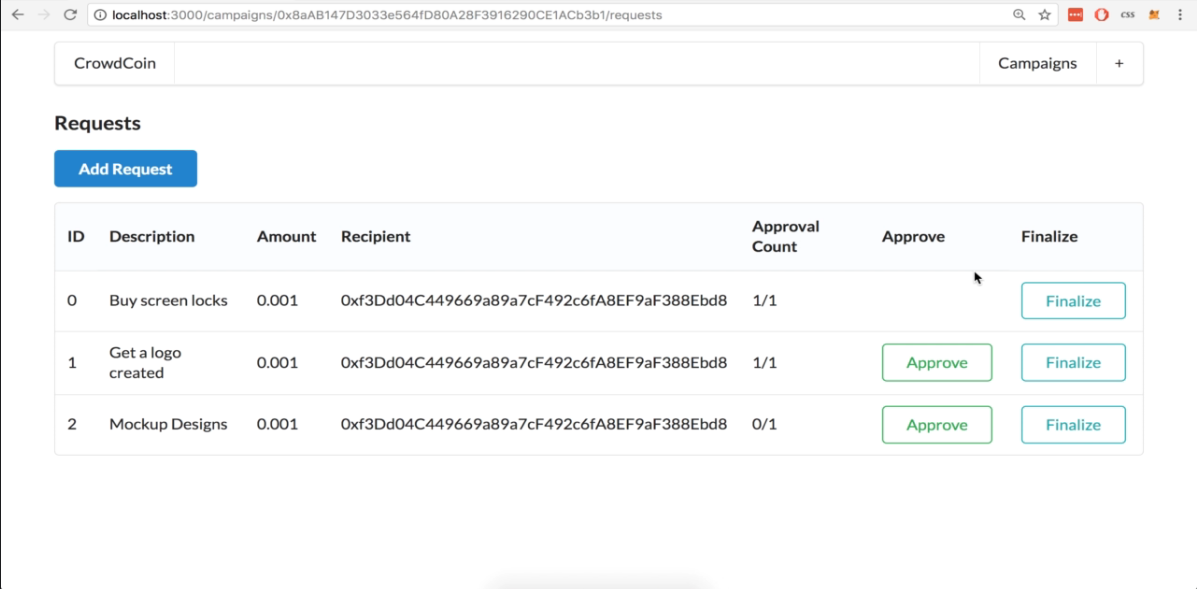 localhost:3000/campaigns/0x8aAB147D3033e564fD80A28F3916290CE1ACb3b1/requests
CSS
CrowdCoin
Campaigns +
Requests
Add Request
ID Description Amount Recipient Approval Count Approve Finalize
0 Buy screen locks 0.001 0xf3Dd04C449669a89a7cF492c6fA8EF9aF388Ebd8 1/1 Finalize
1 Get a logo created 0.001 0xf3Dd04C449669a89a7cF492c6fA8EF9aF388Ebd8 1/1 Approve Finalize
2 Mockup Designs 0.001 0xf3Dd04C449669a89a7cF492c6fA8EF9aF388Ebd8 0/1 Approve Finalize